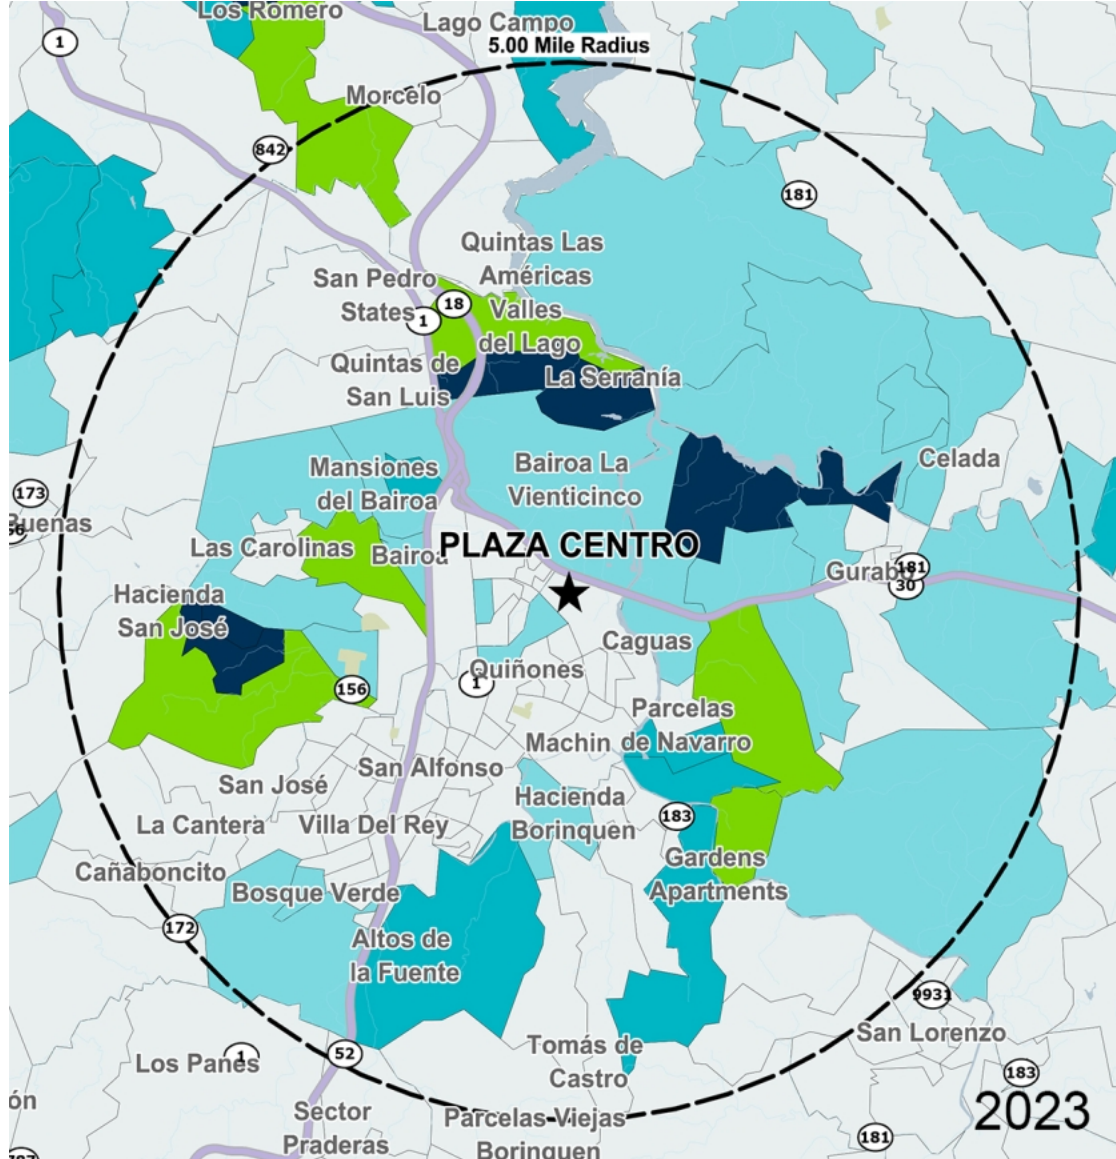 Los Romero
Lago Campo
5.00 Mile Radius
1
Morcelo
842
181
Quintas Las
Américas
San Pedro
States
18
1
Valles
del Lago
Quintas de
San Luis
La Serranía
Mansiones
del Bairoa
Bairoa La
Vienticinco
Celada
173
Buenas
Las Carolinas
Bairoa
PLAZA CENTRO
181
30
Hacienda
San José
Caguas
Quiñones
1
156
Parcelas
de Navarro
Machin
San Alfonso
San José
Hacienda
Borinquen
La Cantera
Villa Del Rey
183
Gardens
Apartments
Cañaboncito
Bosque Verde
172
Altos de
la Fuente
9931
San Lorenzo
Tomás de
Castro
Los Panes
1
52
183
ón
Sector
Praderas
Parcelas Viejas
Borinquen
2023
181